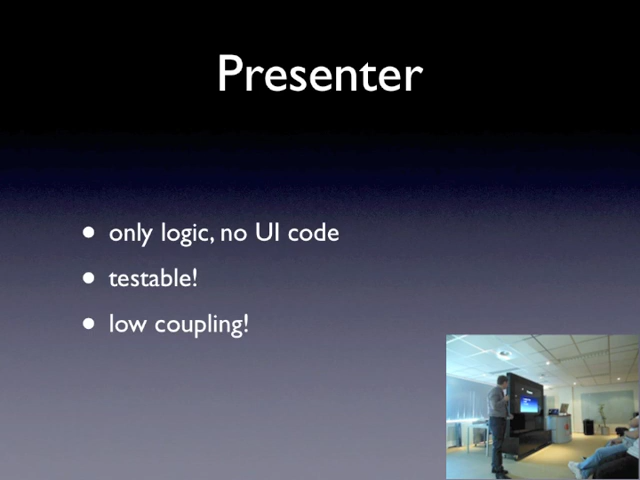 Presenter
• only logic, no UI code
• testable!
• low coupling!